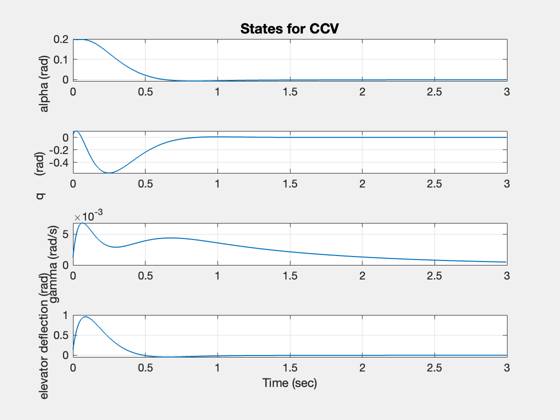 States for CCV
alpha (rad)
0.2
0.1
0
0 0.5 1 1.5 2 2.5 3
q (rad)
0
-0.2
-0.4
0 0.5 1 1.5 2 2.5 3
gamma (rad/s)
×10-3
5
0
0 0.5 1 1.5 2 2.5 3
elevator deflection (rad)
1
0.5
0
0 0.5 1 1.5 2 2.5 3
Time (sec)